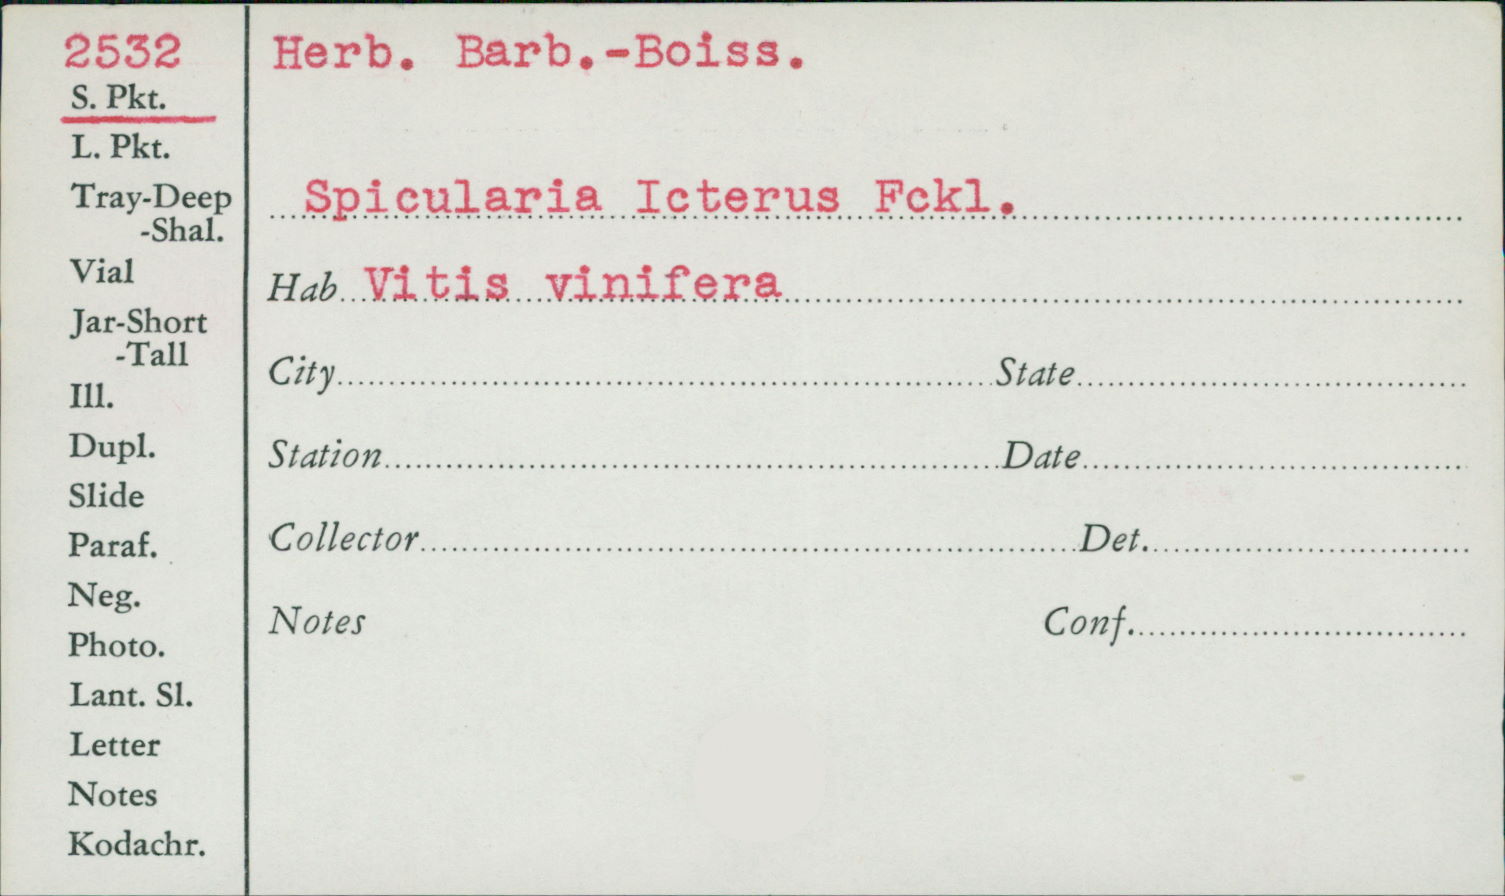 2532
S. Pkt.
L. Pkt.
Tray-Deep
-Shal.
Vial
Jar-Short
-Tall
Ill.
Dupl.
Slide
Paraf.
Neg.
Photo.
Lant. Sl.
Letter
Notes
Kodachr.
Herb. Barb.-Boiss.
Spicularia Icterus Fckl.
Hab Vitis vinifera
City State
Station Date
Collector Det.
Notes Conf.